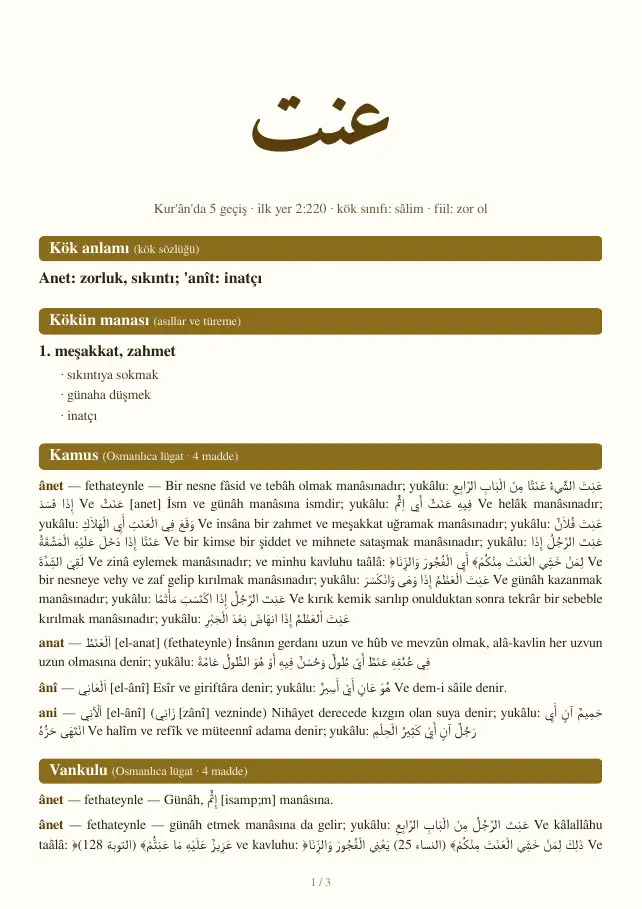 عنت
Kur'ân'da 5 geçiş · ilk yer 2:220 · kök sınıfı: sâlim · fiil: zor ol
Kök anlamı (kök sözlüğü)
Anet: zorluk, sıkıntı; 'anît: inatçı
Kökün manası (asıllar ve türeme)
1. meşakkat, zahmet
· sıkıntıya sokmak
· günaha düşmek
· inatçı
Kamus (Osmanlıca lügat · 4 madde)
ânet — fethateynle — Bir nesne fâsid ve tebâh olmak manâsınadır; yukâlu: عَنِتَ الشَّيْءُ عَنَتًا مِنَ الْبَابِ الرَّابِعِ
إِذَا فَسَدَ Ve عَنَتٌ [anet] İsm ve günâh manâsına ismdir; yukâlu: فِيهِ عَنَتٌ أَي إِثْمٌ Ve helâk manâsınadır;
yukâlu: وَقَعَ فِي الْعَنَتِ أَيِ الْهَلَاكِ Ve insâna bir zahmet ve meşakkat uğramak manâsınadır; yukâlu: عَنِتَ فُلَانٌ
عَنَتًا إِذَا دَخَلَ عَلَيْهِ الْمَشَقَّةُ Ve bir kimse bir şiddet ve mihnete sataşmak manâsınadır; yukâlu: عَنِتَ الرَّجُلُ إِذَا
لَقِيَ الشِّدَّةَ Ve zinâ eylemek manâsınadır; ve minhu kavluhu taâlâ: ﴿لِمَنْ خَشِيَ الْعَنَتَ مِنْكُمْ﴾ أَيِ الْفُجُورَ وَالزِّنَا Ve
bir nesneye vehy ve zaf gelip kırılmak manâsınadır; yukâlu: عَنِتَ الْعَظْمُ إِذَا وَهَى وَانْكَسَرَ Ve günâh kazanmak
manâsınadır; yukâlu: عَنِتَ الرَّجُلُ إِذَا اكْتَسَبَ مَأْثَمًا Ve kırık kemik sarılıp onulduktan sonra tekrâr bir sebeble
kırılmak manâsınadır; yukâlu: عَنِتَ الْعَظْمُ إِذَا انْهَاضَ بَعْدَ الْجَبْرِ
anat — اَلْعَنَطُ [el-anat] (fethateynle) İnsânın gerdanı uzun ve hûb ve mevzûn olmak, alâ-kavlin her uzvun
uzun olmasına denir; yukâlu: فِي عُنُقِهِ عَنَطٌ أَيْ طُولٌ وَحُسْنٌ فِيهِ أَوْ هُوَ الطُّولُ عَامَّةً
ânî — اَلْعَانِي [el-ânî] Esîr ve giriftâra denir; yukâlu: هُوَ عَانٍ أَيْ أَسِيرٌ Ve dem-i sâile denir.
ani — اَلْآنِي [el-ânî] (زَانِي [zânî] vezninde) Nihâyet derecede kızgın olan suya denir; yukâlu: حَمِيمٌ آنٍ أَيِ
انْتَهَى حَرُّهُ Ve halîm ve refîk ve müteennî adama denir; yukâlu: رَجُلٌ آنٍ أَيْ كَثِيرُ الْحِلْمِ
Vankulu (Osmanlıca lügat · 4 madde)
ânet — fethateynle — Günâh, إِثْمٌ [isamp;m] manâsına.
ânet — fethateynle — günâh etmek manâsına da gelir; yukâlu: عَنِتَ الرَّجُلُ مِنَ الْبَابِ الرَّابِعِ Ve kâlallâhu
taâlâ: ﴿عَزِيزٌ عَلَيْهِ مَا عَنِتُّمْ﴾ (التوبة 128) ve kavluhu: ﴿ذَلِكَ لِمَنْ خَشِيَ الْعَنَتَ مِنْكُمْ﴾ (النساء 25) يَعْنِي الْفُجُورَ وَالزِّنَا Ve
1 / 3